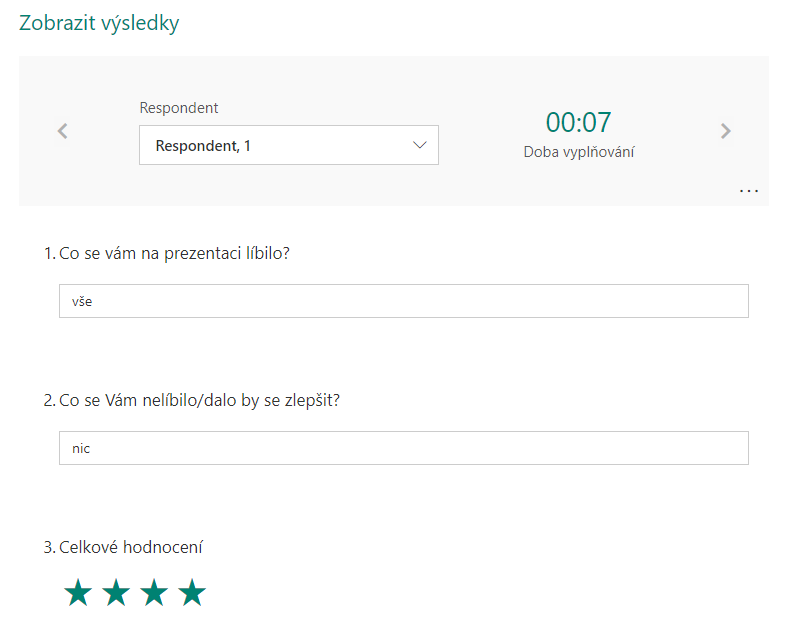 Zobrazit výsledky
Respondent
Respondent, 1
00:07
Doba vyplňování
...
1. Co se vám na prezentaci líbilo?
vše
2. Co se Vám nelíbilo/dalo by se zlepšit?
nic
3. Celkové hodnocení